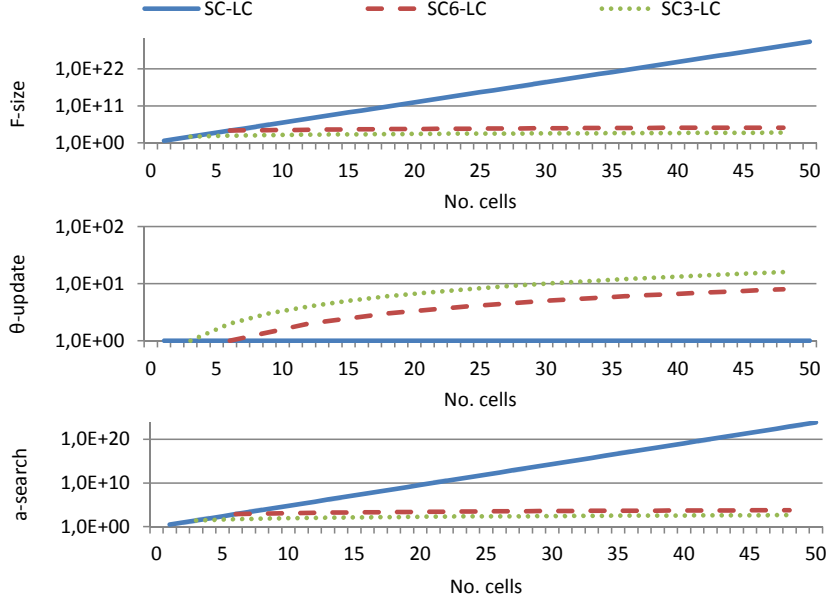 SC-LC SC6-LC SC3-LC
1,0E+22
1,0E+11
1,0E+00
F-size
0 5 10 15 20 25 30 35 40 45 50
No. cells
1,0E+02
1,0E+01
1,0E+00
θ-update
0 5 10 15 20 25 30 35 40 45 50
No. cells
1,0E+20
1,0E+10
1,0E+00
a-search
0 5 10 15 20 25 30 35 40 45 50
No. cells